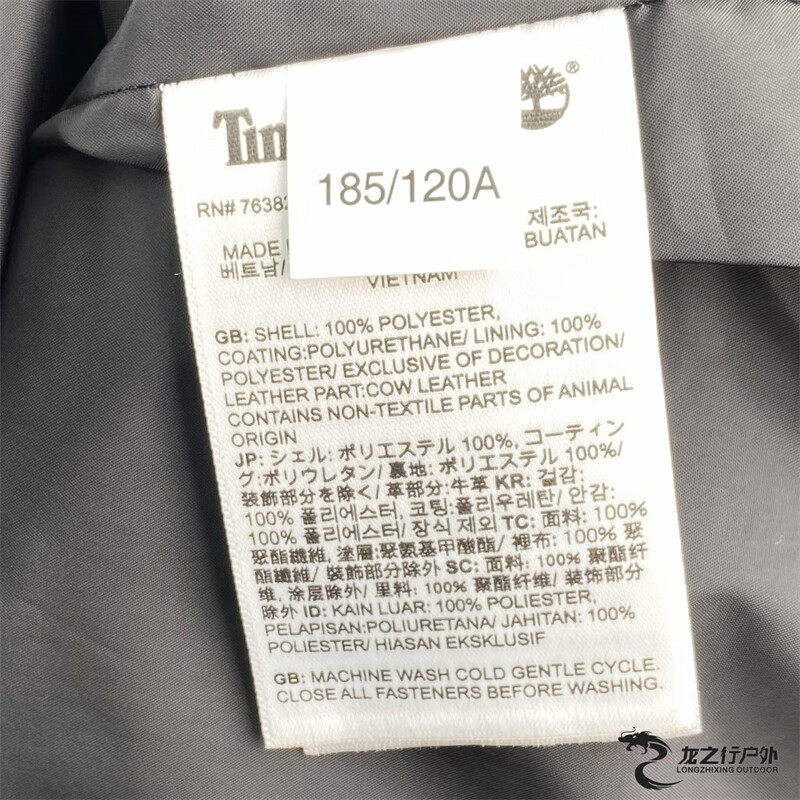 Tim
185/120A
®
RN# 7638
제조국:
BUATAN
MADE
베트남/
VIETNAM
GB: SHELL: 100% POLYESTER,
COATING:POLYURETHANE/ LINING: 100%
POLYESTER/ EXCLUSIVE OF DECORATION/
LEATHER PART:COW LEATHER
CONTAINS NON-TEXTILE PARTS OF ANIMAL
ORIGIN
JP: シェル: ポリエステル 100%, コーティン
グ:ポリウレタン/ 裏地: ポリエステル 100%/
装飾部分を除く/ 革部分:牛革 KR: 겉감:
100% 폴리에스터, 코팅:폴리우레탄/ 안감:
100% 폴리에스터/ 장식 제외 TC: 面料: 100%
聚酯纖維, 塗層:聚氨基甲酸酯/ 裡布: 100% 聚
酯纖維/ 裝飾部分除外 SC: 面料: 100% 聚酯纤
维, 涂层除外/ 里料: 100% 聚酯纤维/ 装饰部分
除外 ID: KAIN LUAR: 100% POLIESTER,
PELAPISAN:POLIURETANA/ JAHITAN: 100%
POLIESTER/ HIASAN EKSKLUSIF
GB: MACHINE WASH COLD GENTLE CYCLE.
CLOSE ALL FASTENERS BEFORE WASHING.
龙之行户外
LONGZHIXING OUTDOOR